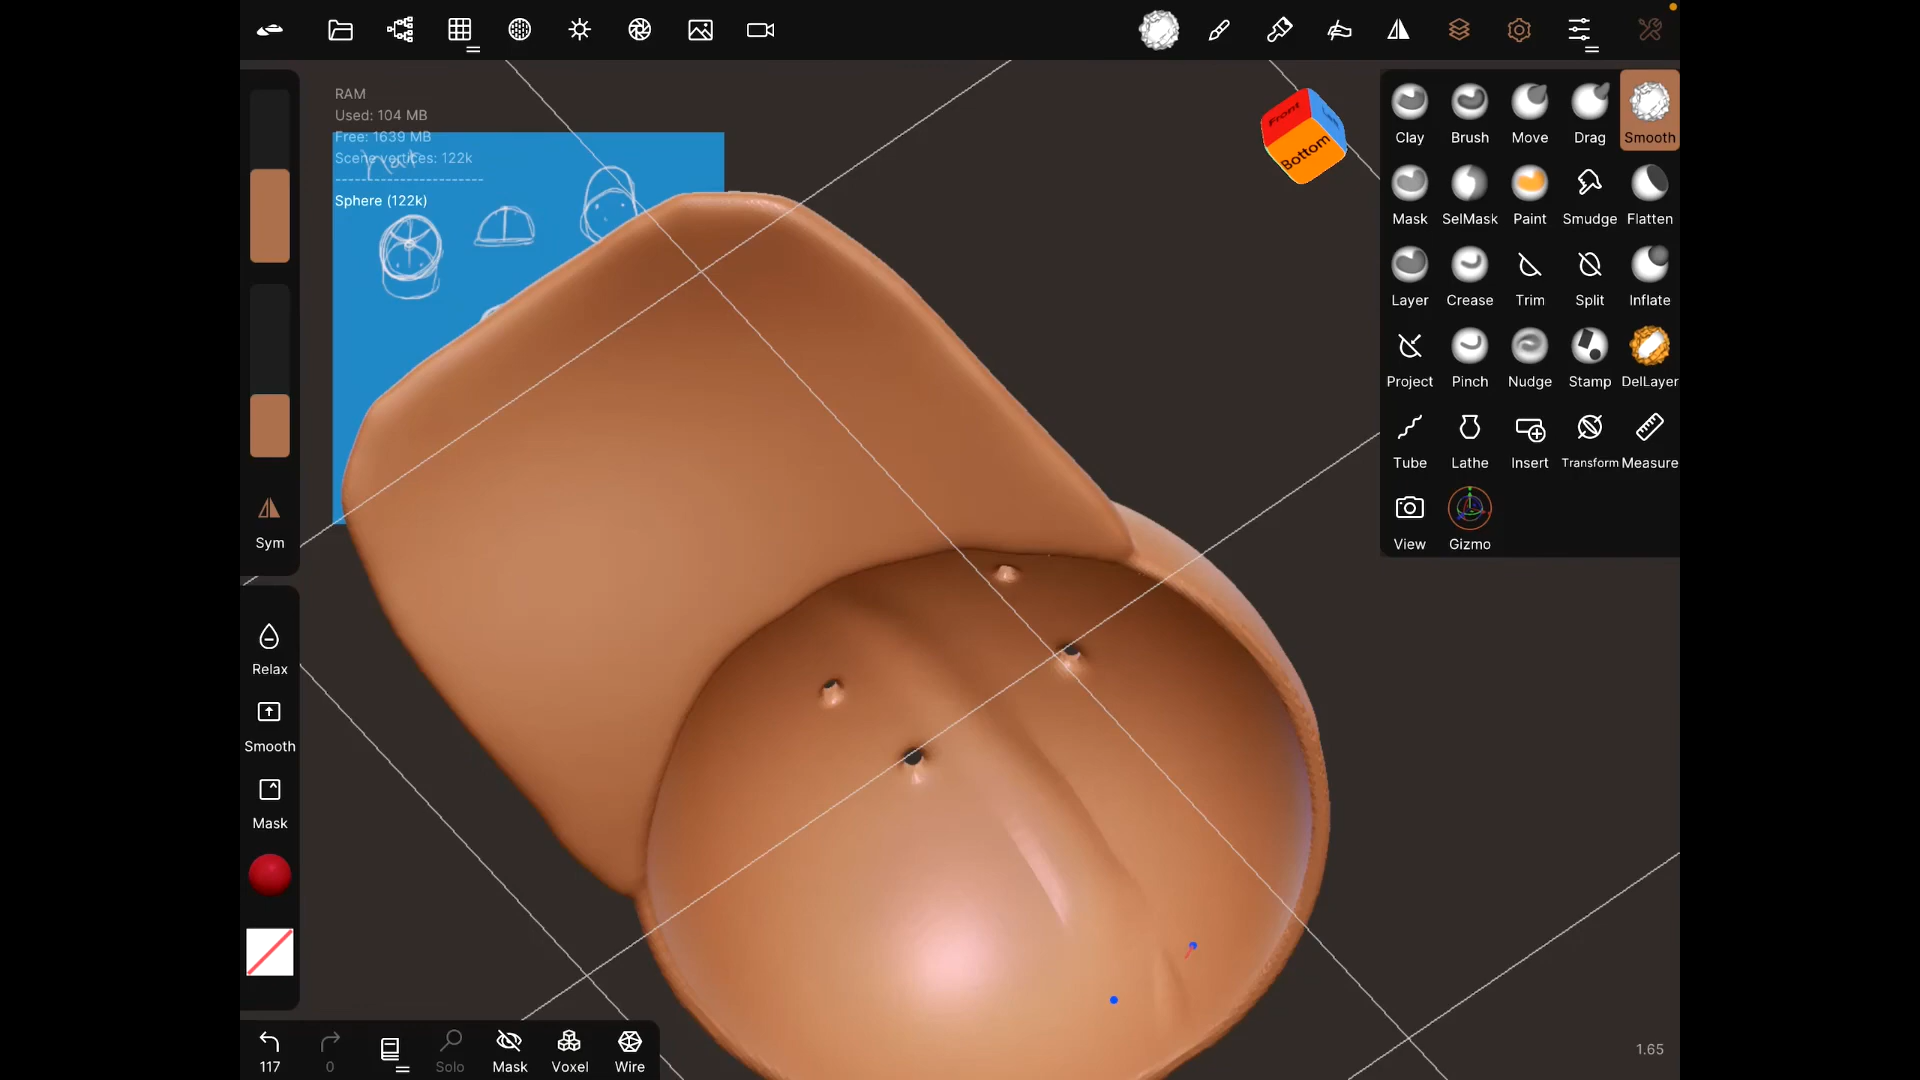 RAM
Used: 104 MB
Free: 1639 MB
Scene vertices: 122k
Sphere (122k)
Hat
Front
Bottom
Clay
Brush
Move
Drag
Smooth
Mask
SelMask
Paint
Smudge
Flatten
Layer
Crease
Trim
Split
Inflate
Project
Pinch
Nudge
Stamp
DelLayer
Tube
Lathe
Insert
Transform
Measure
View
Gizmo
Sym
Relax
Smooth
Mask
117
0
Solo
Mask
Voxel
Wire
1.65